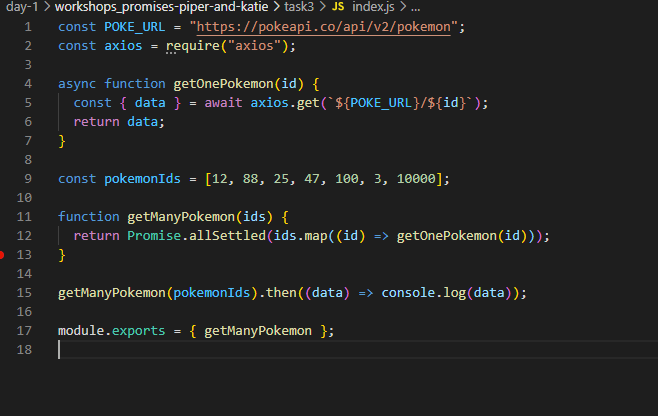 day-1 > workshops_promises-piper-and-katie > task3 > JS index.js > ...
1 const POKE_URL = "https://pokeapi.co/api/v2/pokemon";
2 const axios = require("axios");
3
4 async function getOnePokemon(id) {
5   const { data } = await axios.get(`${POKE_URL}/${id}`);
6   return data;
7 }
8
9 const pokemonIds = [12, 88, 25, 47, 100, 3, 10000];
10
11 function getManyPokemon(ids) {
12   return Promise.allSettled(ids.map((id) => getOnePokemon(id)));
13 }
14
15 getManyPokemon(pokemonIds).then((data) => console.log(data));
16
17 module.exports = { getManyPokemon };
18